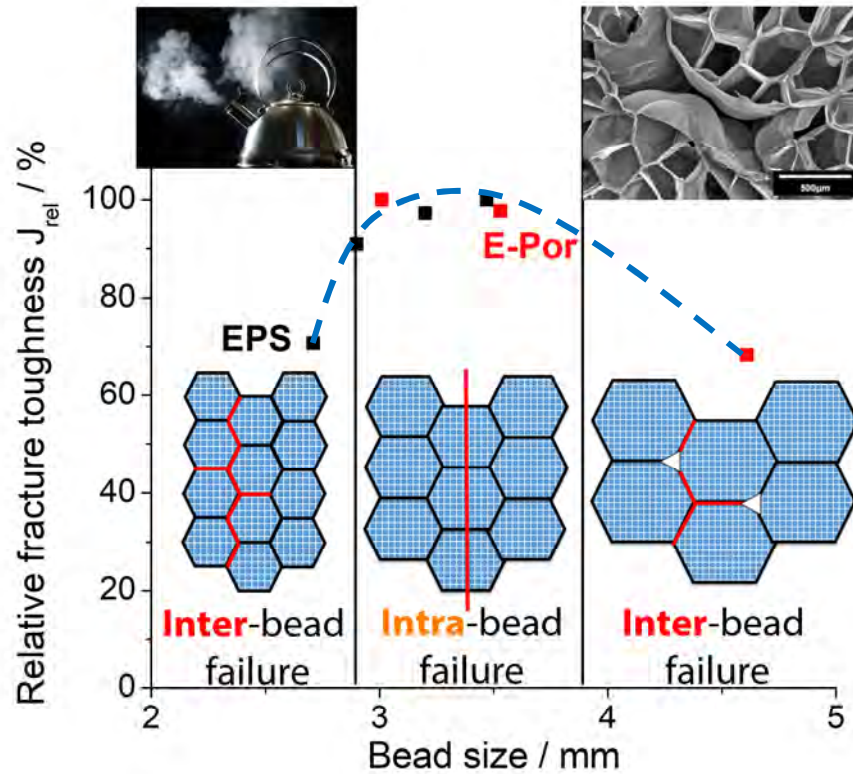 Relative fracture toughness J_rel / %
100
80
60
40
20
0
500μm
E-Por
EPS
Inter-bead
failure
Intra-bead
failure
Inter-bead
failure
2
3
4
5
Bead size / mm